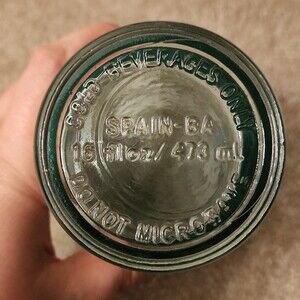 COLD BEVERAGES ONLY
SPAIN-BA
16 fl oz/ 473 ml
DO NOT MICROWAVE